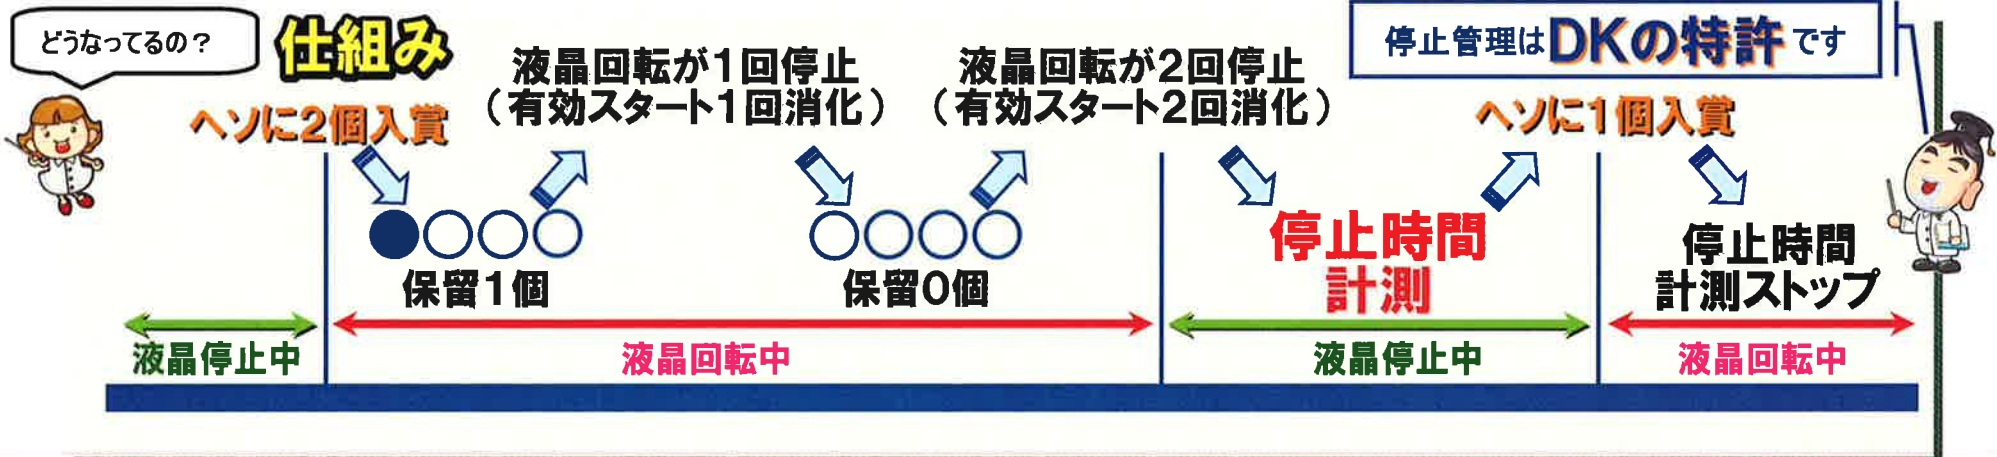 どうなってるの？
仕組み
停止管理はDKの特許です
ヘソに2個入賞
液晶回転が1回停止
（有効スタート1回消化）
液晶回転が2回停止
（有効スタート2回消化）
ヘソに1個入賞
保留1個
保留0個
停止時間
計測
停止時間
計測ストップ
液晶停止中
液晶回転中
液晶停止中
液晶回転中